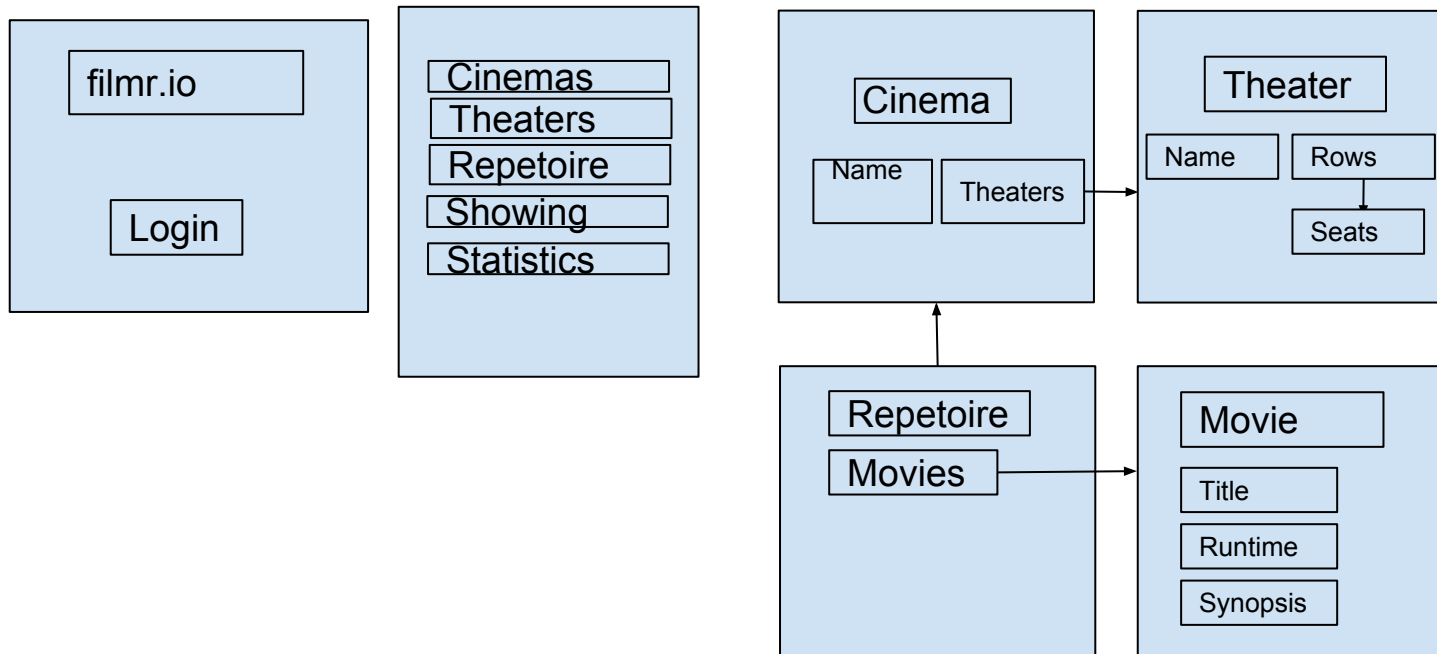 filmr.io
Login
Cinemas
Theaters
Repetoire
Showing
Statistics
Cinema
Name
Theaters
Theater
Name
Rows
Seats
Repetoire
Movies
Movie
Title
Runtime
Synopsis